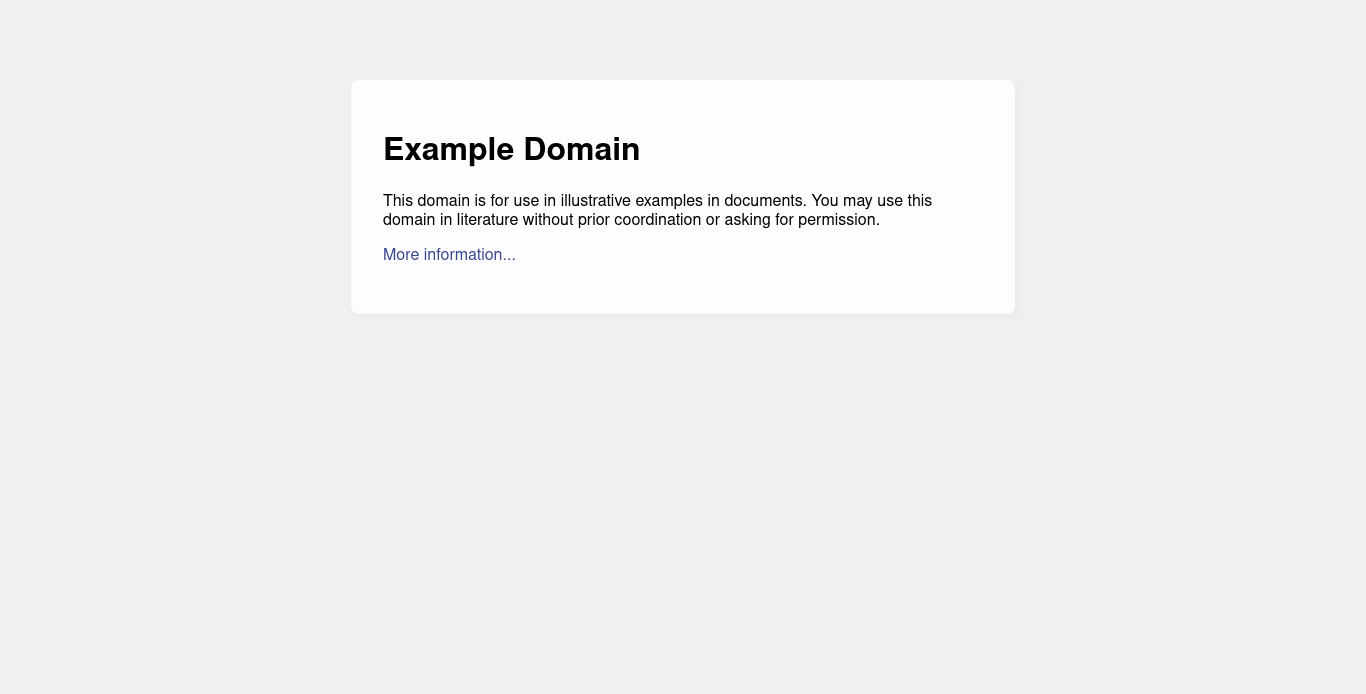 Example Domain
This domain is for use in illustrative examples in documents. You may use this
domain in literature without prior coordination or asking for permission.
More information...